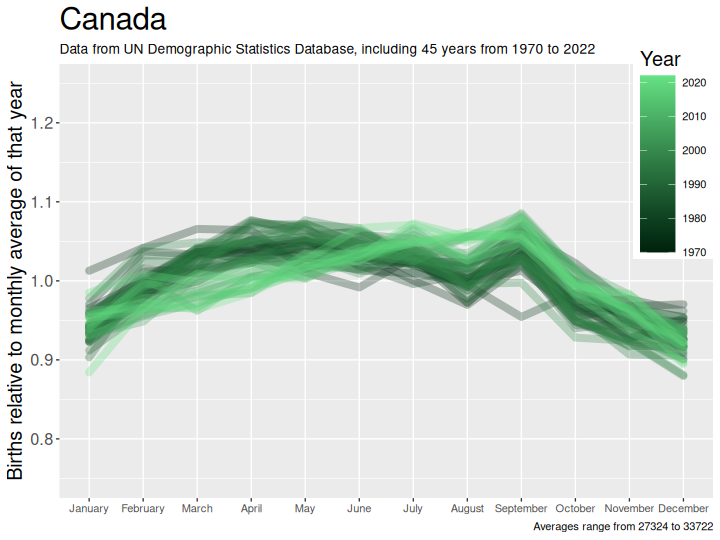 Canada
Data from UN Demographic Statistics Database, including 45 years from 1970 to 2022
Year
2020
2010
2000
1990
1980
1970
Births relative to monthly average of that year
1.2
1.1
1.0
0.9
0.8
January February March April May June July August September October November December
Averages range from 27324 to 33722